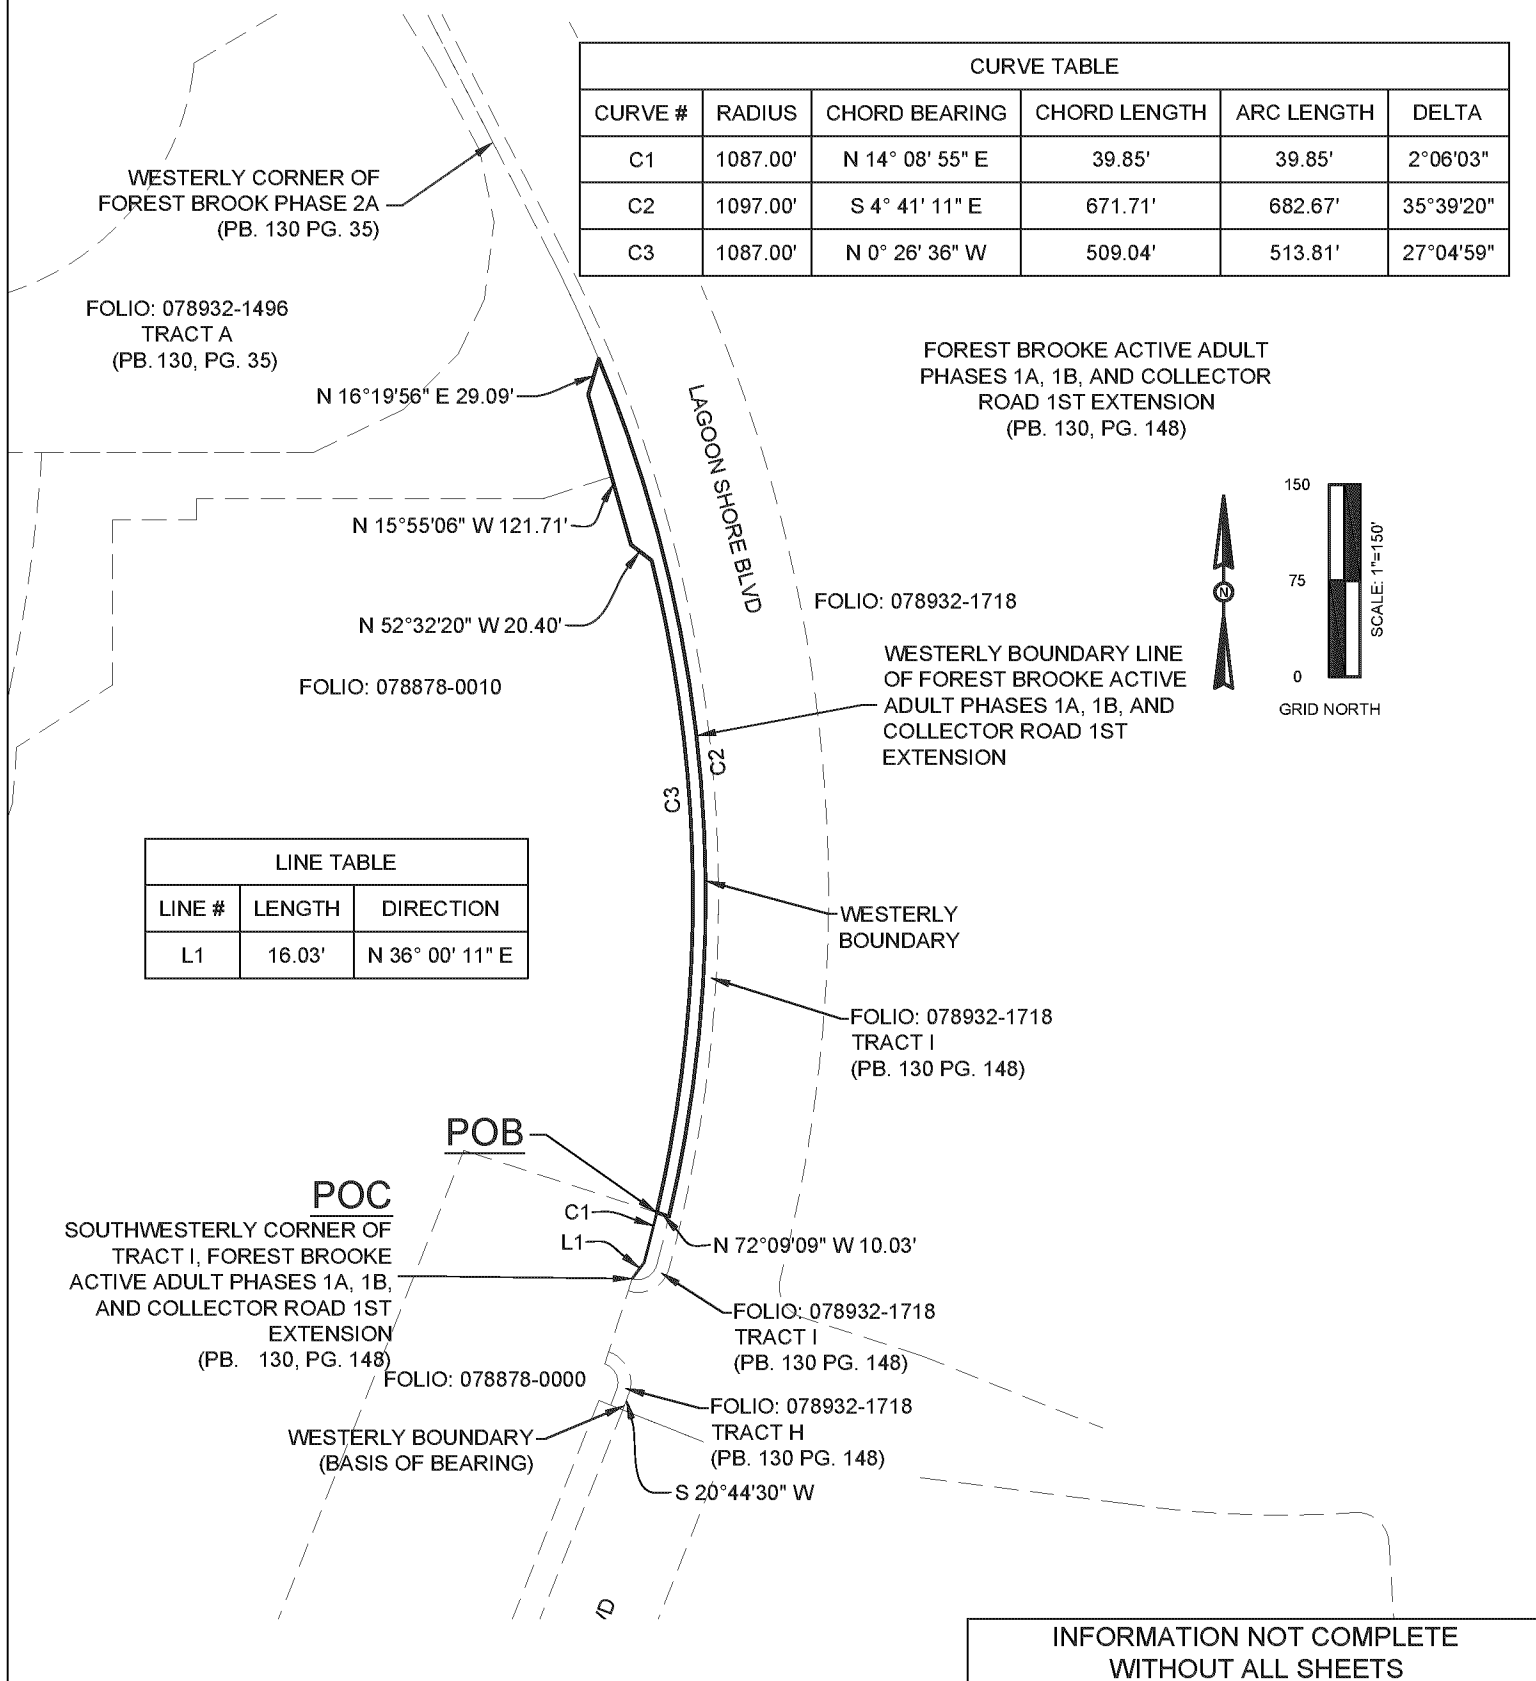 CURVE TABLE
CURVE # RADIUS CHORD BEARING CHORD LENGTH ARC LENGTH DELTA
C1 1087.00' N 14° 08' 55" E 39.85' 39.85' 2°06'03"
C2 1097.00' S 4° 41' 11" E 671.71' 682.67' 35°39'20"
C3 1087.00' N 0° 26' 36" W 509.04' 513.81' 27°04'59"
WESTERLY CORNER OF
FOREST BROOK PHASE 2A
(PB. 130 PG. 35)
FOLIO: 078932-1496
TRACT A
(PB. 130, PG. 35)
N 16°19'56" E 29.09'
FOREST BROOKE ACTIVE ADULT
PHASES 1A, 1B, AND COLLECTOR
ROAD 1ST EXTENSION
(PB. 130, PG. 148)
LAGOON SHORE BLVD
N 15°55'06" W 121.71'
150
75
0
SCALE: 1"=150'
N
GRID NORTH
N 52°32'20" W 20.40'
FOLIO: 078932-1718
FOLIO: 078878-0010
WESTERLY BOUNDARY LINE
OF FOREST BROOKE ACTIVE
ADULT PHASES 1A, 1B, AND
COLLECTOR ROAD 1ST
EXTENSION
C2
C3
LINE TABLE
LINE # LENGTH DIRECTION
L1 16.03' N 36° 00' 11" E
WESTERLY
BOUNDARY
FOLIO: 078932-1718
TRACT I
(PB. 130 PG. 148)
POB
POC
SOUTHWESTERLY CORNER OF
TRACT I, FOREST BROOKE
ACTIVE ADULT PHASES 1A, 1B,
AND COLLECTOR ROAD 1ST
EXTENSION
(PB. 130, PG. 148)
C1
L1
N 72°09'09" W 10.03'
FOLIO: 078932-1718
TRACT I
(PB. 130 PG. 148)
FOLIO: 078878-0000
FOLIO: 078932-1718
TRACT H
(PB. 130 PG. 148)
WESTERLY BOUNDARY
(BASIS OF BEARING)
S 20°44'30" W
VD
INFORMATION NOT COMPLETE
WITHOUT ALL SHEETS